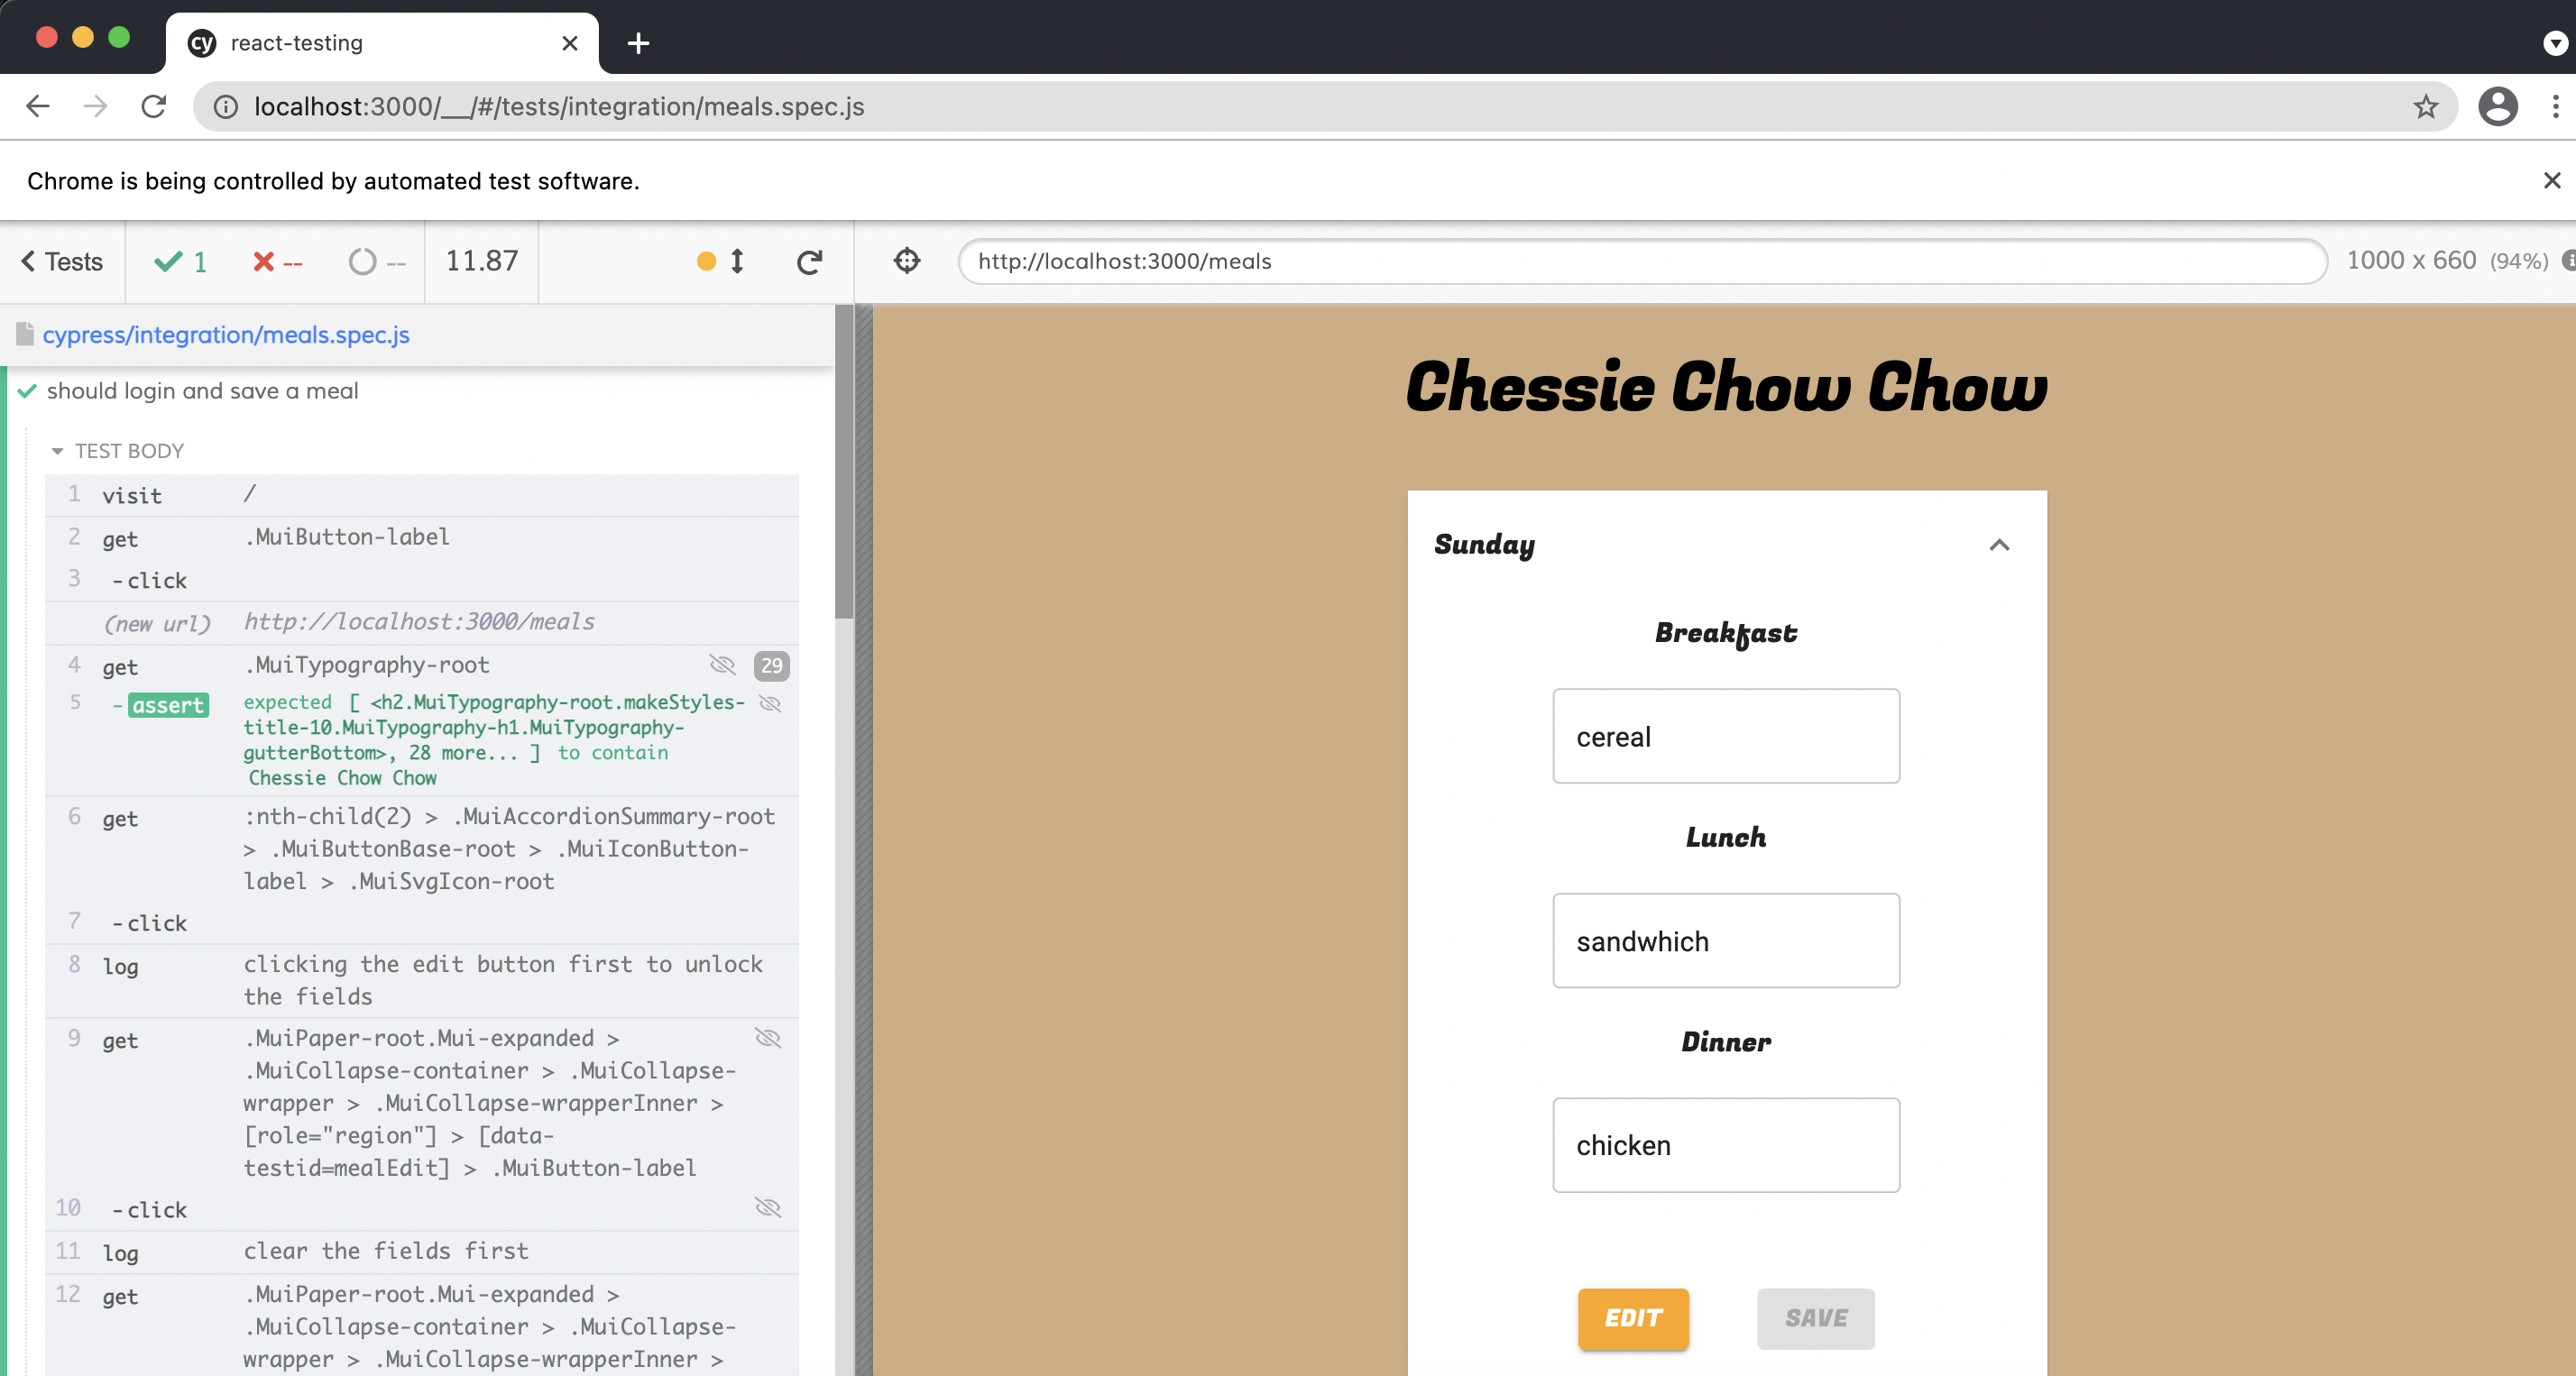 cy react-testing
localhost:3000/__/#/tests/integration/meals.spec.js
Chrome is being controlled by automated test software.
Tests 1 -- -- 11.87
http://localhost:3000/meals 1000 x 660 (94%)
cypress/integration/meals.spec.js
should login and save a meal
TEST BODY
1 visit /
2 get .MuiButton-label
3 -click
(new url) http://localhost:3000/meals
4 get .MuiTypography-root 29
5 -assert expected [ <h2.MuiTypography-root.makeStyles-
title-10.MuiTypography-h1.MuiTypography-
gutterBottom>, 28 more... ] to contain
Chessie Chow Chow
6 get :nth-child(2) > .MuiAccordionSummary-root
> .MuiButtonBase-root > .MuiIconButton-
label > .MuiSvgIcon-root
7 -click
8 log clicking the edit button first to unlock
the fields
9 get .MuiPaper-root.Mui-expanded >
.MuiCollapse-container > .MuiCollapse-
wrapper > .MuiCollapse-wrapperInner >
[role="region"] > [data-
testid=mealEdit] > .MuiButton-label
10 -click
11 log clear the fields first
12 get .MuiPaper-root.Mui-expanded >
.MuiCollapse-container > .MuiCollapse-
wrapper > .MuiCollapse-wrapperInner >
Chessie Chow Chow
Sunday
Breakfast
cereal
Lunch
sandwhich
Dinner
chicken
EDIT SAVE